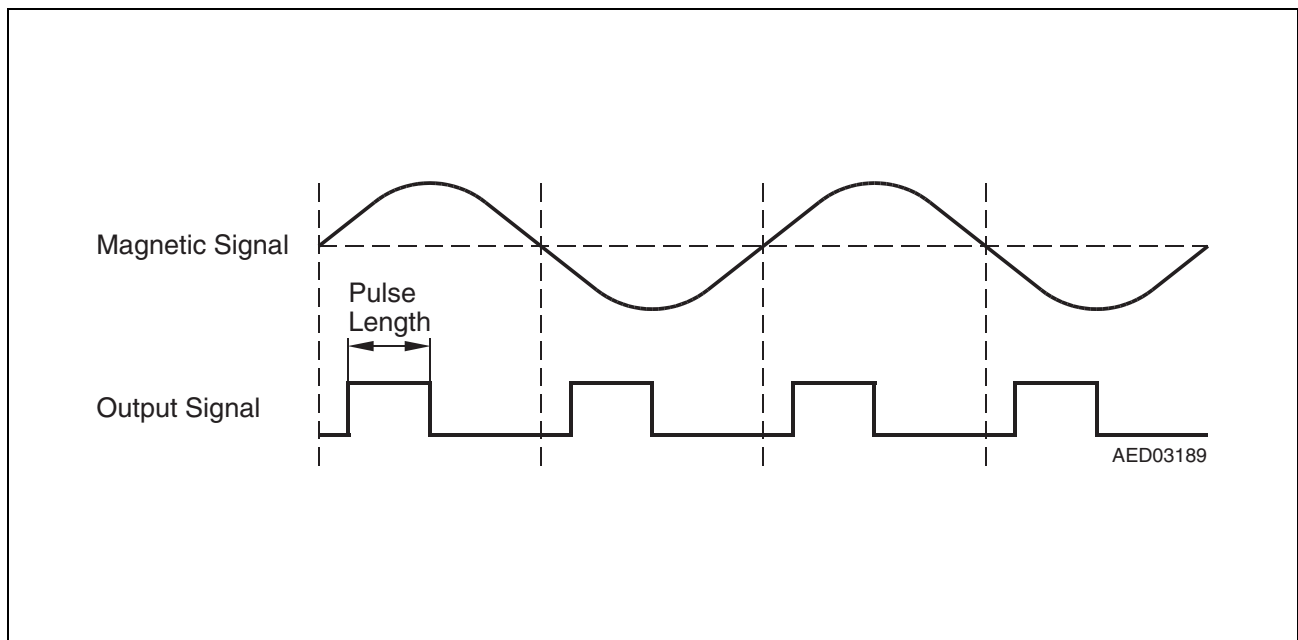 Magnetic Signal
Pulse
Length
Output Signal
AED03189